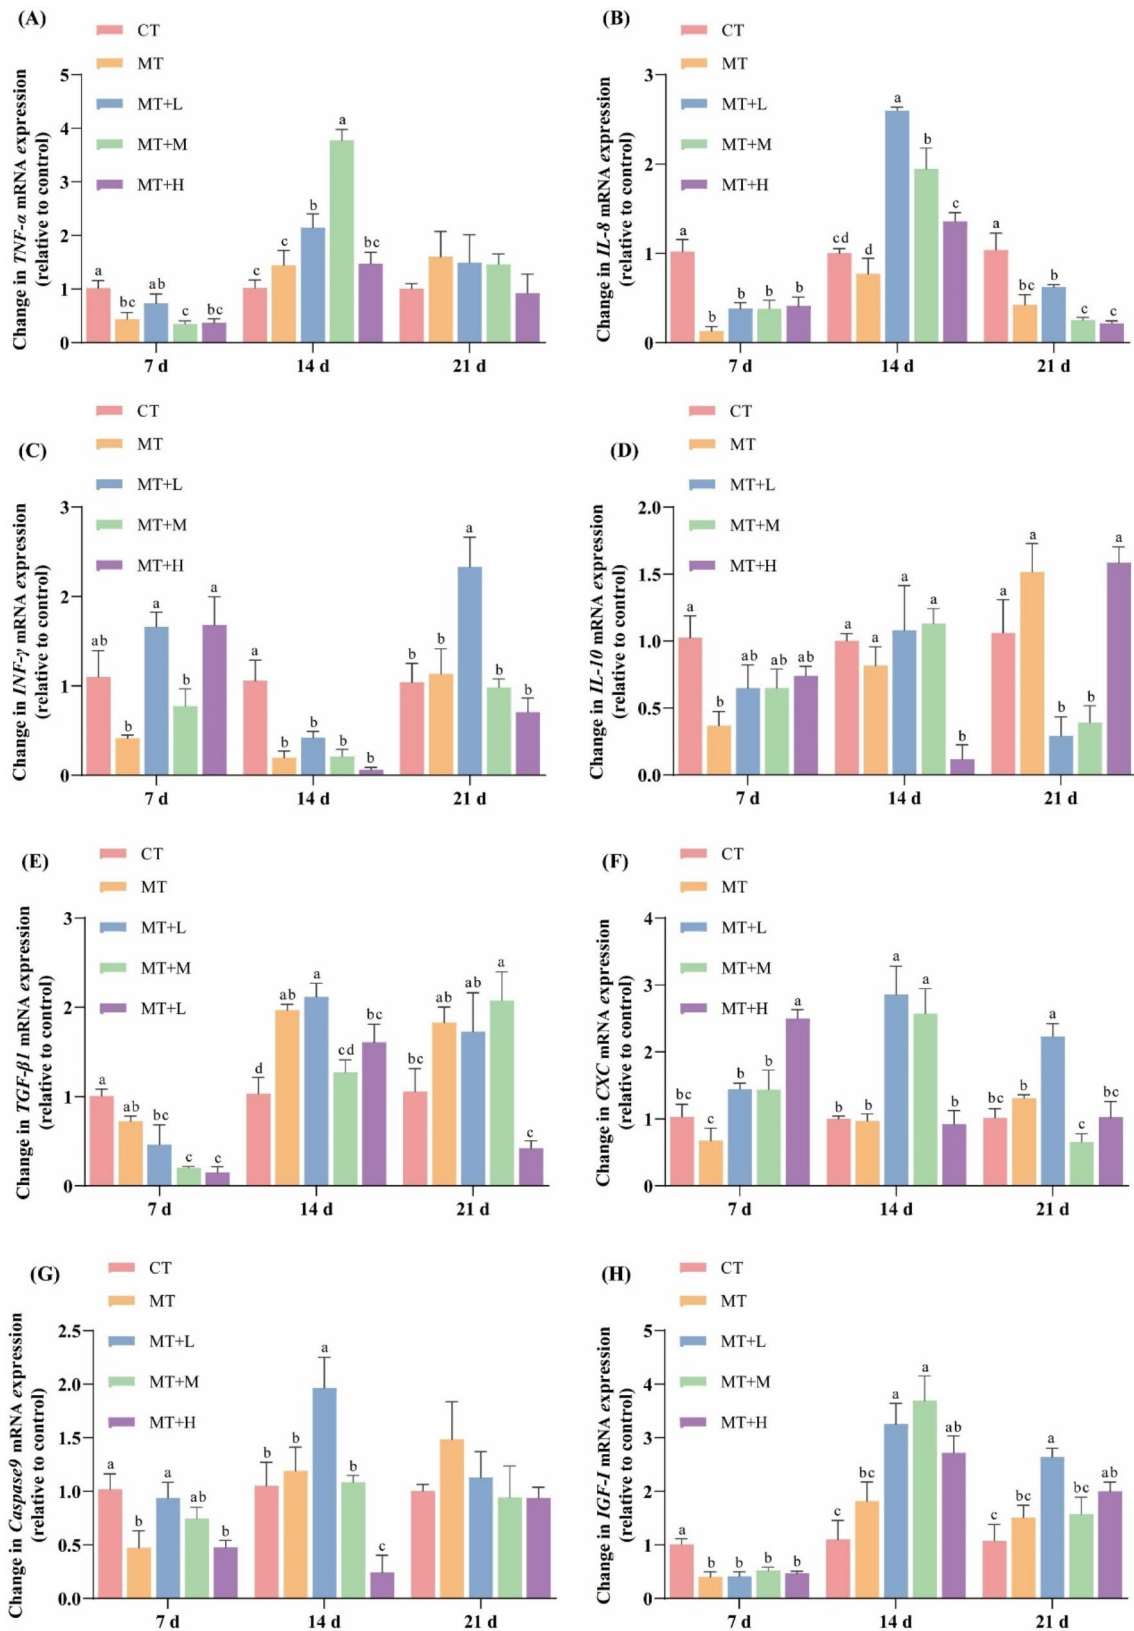 (A)
CT
MT
MT+L
MT+M
MT+H
Change in TNF-α mRNA expression
(relative to control)
5
4
3
2
1
0
a
bc
ab
c
bc
c
c
b
a
bc
7 d
14 d
21 d
(B)
CT
MT
MT+L
MT+M
MT+H
Change in IL-8 mRNA expression
(relative to control)
3
2
1
0
a
b
b
b
b
cd
d
a
b
c
a
bc
b
c
c
7 d
14 d
21 d
(C)
CT
MT
MT+L
MT+M
MT+H
Change in INF-γ mRNA expression
(relative to control)
3
2
1
0
ab
b
a
b
a
a
b
b
b
b
b
b
a
b
b
7 d
14 d
21 d
(D)
CT
MT
MT+L
MT+M
MT+H
Change in IL-10 mRNA expression
(relative to control)
2.0
1.5
1.0
0.5
0.0
a
b
ab
ab
ab
a
a
a
a
b
a
a
b
b
a
7 d
14 d
21 d
(E)
CT
MT
MT+L
MT+M
MT+L
Change in TGF-β1 mRNA expression
(relative to control)
3
2
1
0
a
ab
bc
c
c
d
ab
a
cd
bc
bc
ab
ab
a
c
7 d
14 d
21 d
(F)
CT
MT
MT+L
MT+M
MT+H
Change in CXC mRNA expression
(relative to control)
4
3
2
1
0
bc
c
b
b
a
b
b
a
a
b
bc
b
a
c
bc
7 d
14 d
21 d
(G)
CT
MT
MT+L
MT+M
MT+H
Change in Caspase9 mRNA expression
(relative to control)
2.5
2.0
1.5
1.0
0.5
0.0
a
b
a
ab
b
b
b
a
b
c
7 d
14 d
21 d
(H)
CT
MT
MT+L
MT+M
MT+H
Change in IGF-I mRNA expression
(relative to control)
5
4
3
2
1
0
a
b
b
b
b
c
bc
a
a
ab
c
bc
a
bc
ab
7 d
14 d
21 d